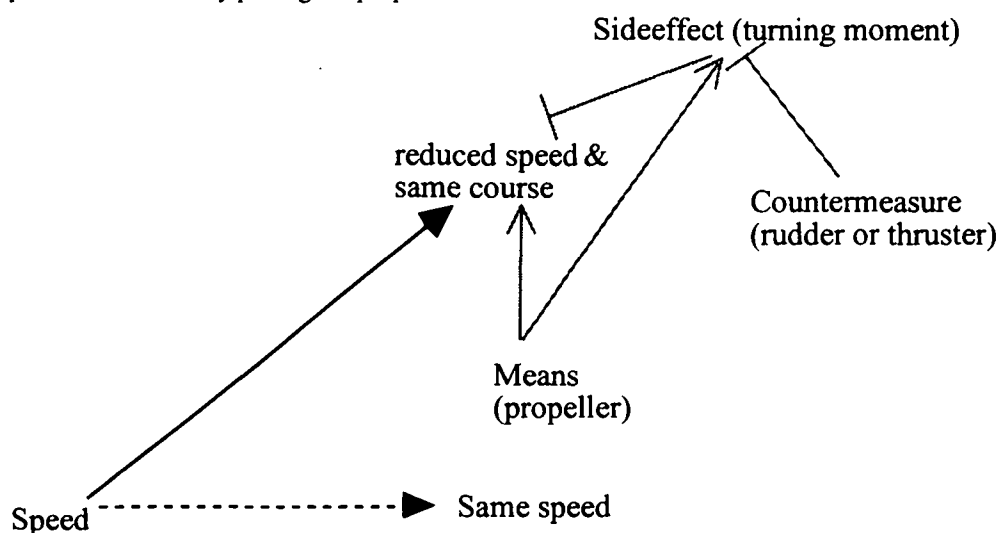 Sideeffect (turning moment)
reduced speed &
same course
Countermeasure
(rudder or thruster)
Means
(propeller)
Speed
Same speed